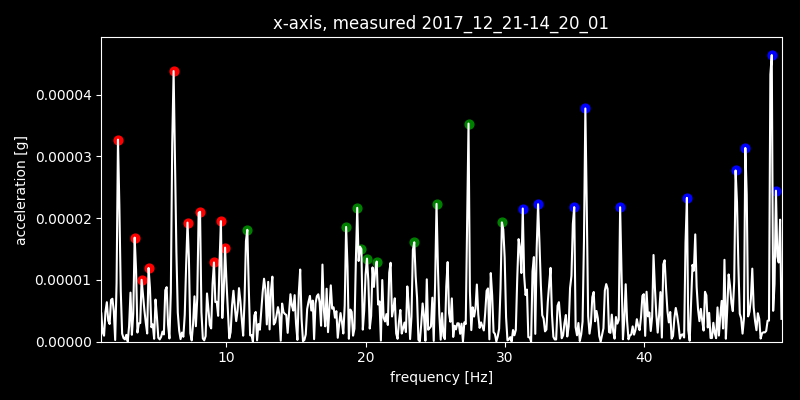 x-axis, measured 2017_12_21-14_20_01
acceleration [g]
0.00004
0.00003
0.00002
0.00001
0.00000
10 20 30 40
frequency [Hz]